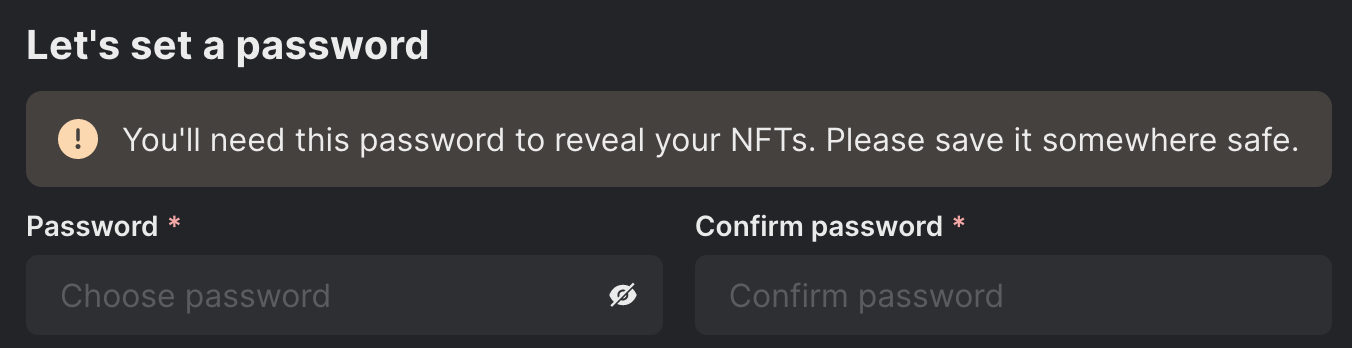 Let's set a password
You'll need this password to reveal your NFTs. Please save it somewhere safe.
Password *
Confirm password *
Choose password
Confirm password